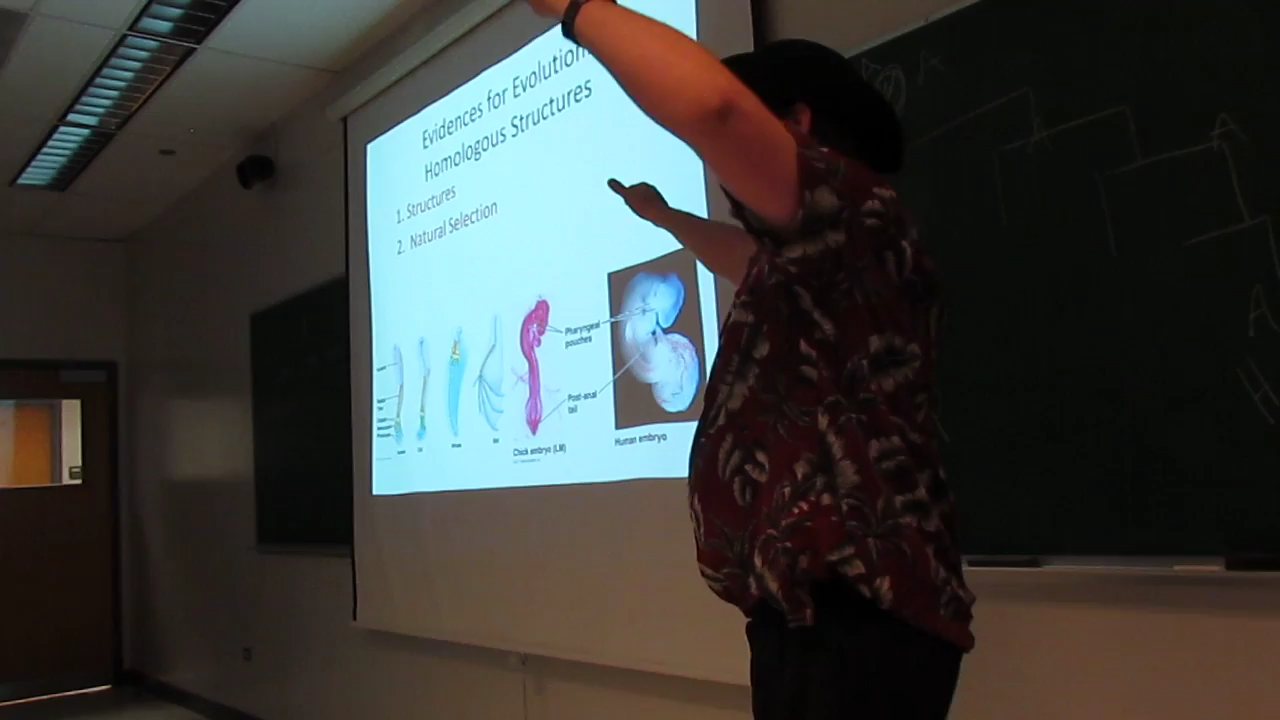 Evidences for Evolution:
Homologous Structures
1. Structures
2. Natural Selection
Pharyngeal
pouches
Post-anal
tail
Chick embryo (LM)
Human embryo
A
A
A